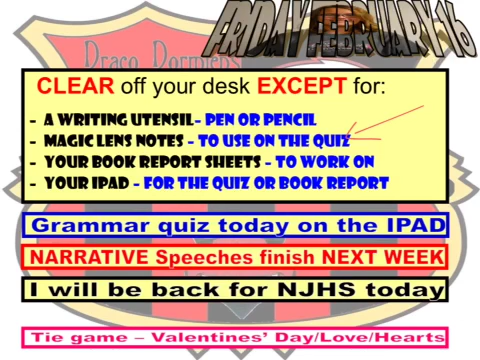 FRIDAY FEBRUARY 16
Draco Dormiens
CLEAR off your desk EXCEPT for:
- A WRITING UTENSIL– PEN OR PENCIL
- MAGIC LENS NOTES – TO USE ON THE QUIZ
- YOUR BOOK REPORT SHEETS – TO WORK ON
- YOUR IPAD – FOR THE QUIZ OR BOOK REPORT
Grammar quiz today on the IPAD
NARRATIVE Speeches finish NEXT WEEK
I will be back for NJHS today
Tie game – Valentines' Day/Love/Hearts